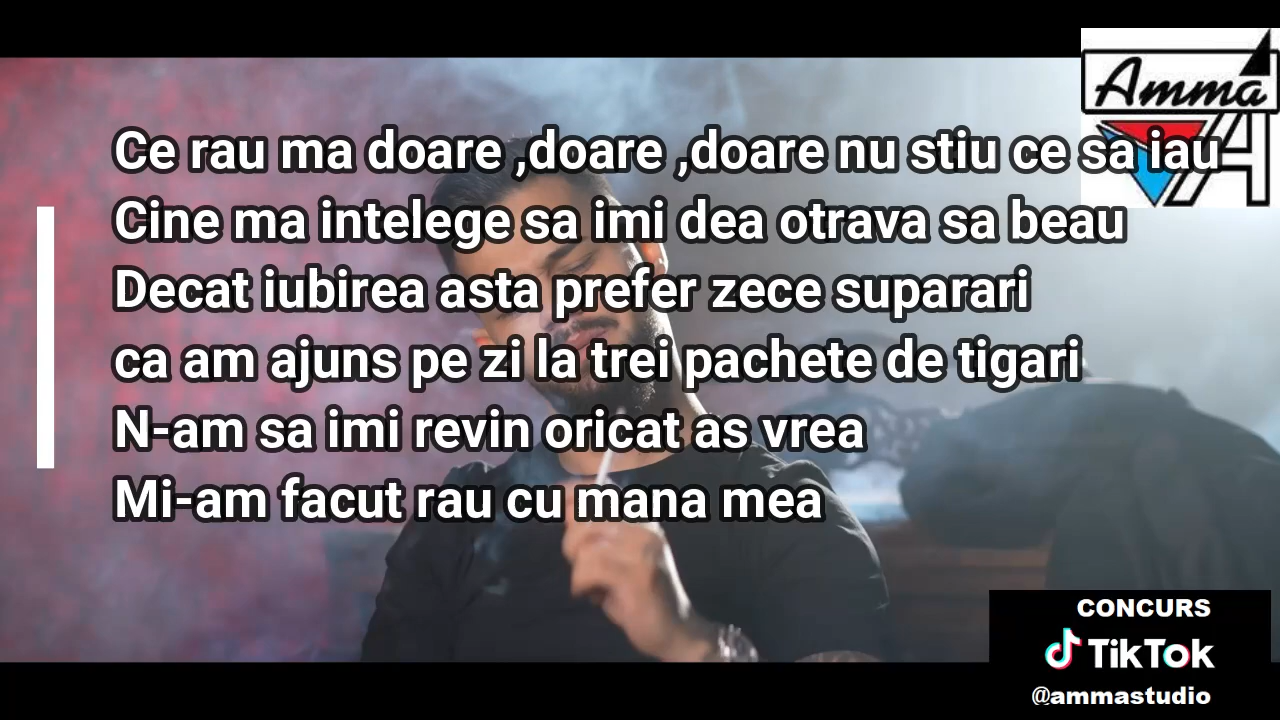 Amma
A
Ce rau ma doare ,doare ,doare nu stiu ce sa iau
Cine ma intelege sa imi dea otrava sa beau
Decat iubirea asta prefer zece suparari
ca am ajuns pe zi la trei pachete de tigari
N-am sa imi revin oricat as vrea
Mi-am facut rau cu mana mea
CONCURS
TikTok
@ammastudio